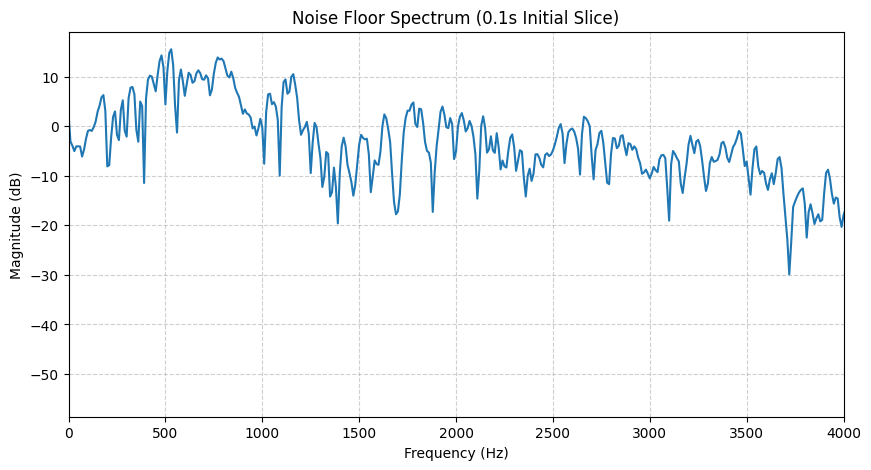 Noise Floor Spectrum (0.1s Initial Slice)
Magnitude (dB)
10
0
−10
−20
−30
−40
−50
0 500 1000 1500 2000 2500 3000 3500 4000
Frequency (Hz)